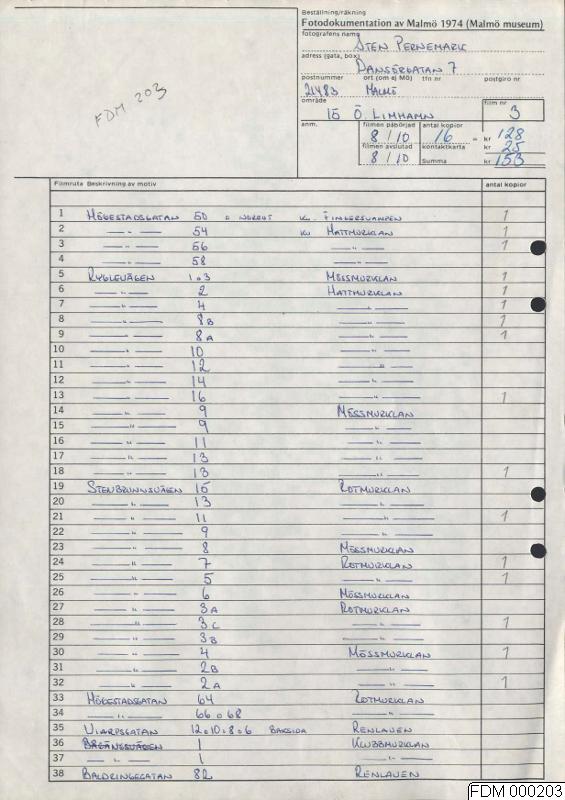 Beställning/räkning
Fotodokumentation av Malmö 1974 (Malmö museum)
fotografens namn
STEN PERNEMARK
adress (gata, box)
DANSÖRGATAN 7
postnummer ort (om ej Mö) tfn nr postgiro nr
21483 MALMÖ
område film nr
15 Ö. LIMHAMN 3
anm. filmen påbörjad antal kopior
8/10 16 = kr 128
filmen avslutad kontaktkarta kr 25
8/10 Summa kr 153
FDM 203
Filmruta Beskrivning av motiv antal kopior
1 HÖGESTADSGATAN 50 o NORRUT KV. FINGERSVAMPEN 1
2 —"— 54 KV HATTMURKLAN 1
3 —"— 56 —"— 1
4 —"— 58 —"—
5 RYGLEVÄGEN 1 o 3 MÖSSMURKLAN 1
6 —"— 2 HATTMURKLAN 1
7 —"— 4 —"— 1
8 —"— 8B —"— 1
9 —"— 8A —"— 1
10 —"— 10 —"—
11 —"— 12 —"—
12 —"— 14 —"—
13 —"— 16 —"— 1
14 —"— 9 MÖSSMURKLAN
15 —"— 9 —"—
16 —"— 11 —"—
17 —"— 13 —"—
18 —"— 13 —"— 1
19 STENBRUNNSVÄGEN 15 ROTMURKLAN
20 —"— 13 —"—
21 —"— 11 —"— 1
22 —"— 9 —"—
23 —"— 8 MÖSSMURKLAN
24 —"— 7 ROTMURKLAN 1
25 —"— 5 —"— 1
26 —"— 6 MÖSSMURKLAN
27 —"— 3A ROTMURKLAN
28 —"— 3C —"— 1
29 —"— 3B —"—
30 —"— 4 MÖSSMURKLAN 1
31 —"— 2B —"—
32 —"— 2A —"— 1
33 HÖGESTADSGATAN 64 ROTMURKLAN
34 —"— 66 o 68 —"—
35 VIARPSGATAN 12 o 10 o 8 o 6 BAKSIDA RENLAVEN
36 1 KLUBBMURKLAN
37 —"— 1 —"—
38 BALDRINGEGATAN 82 RENLAVEN
FDM 000203